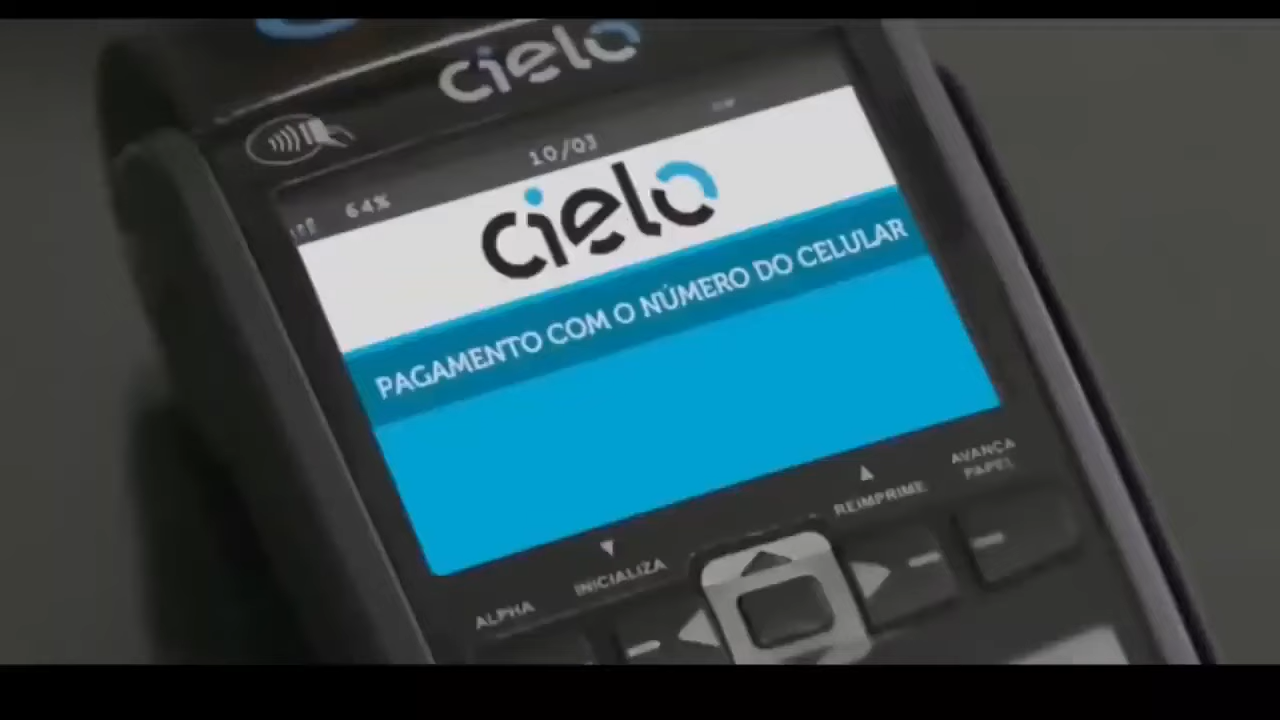 cielo
10/03
64%
cielo
PAGAMENTO COM O NÚMERO DO CELULAR
AVANÇA
PAPEL
REIMPRIME
INICIALIZA
ALPHA